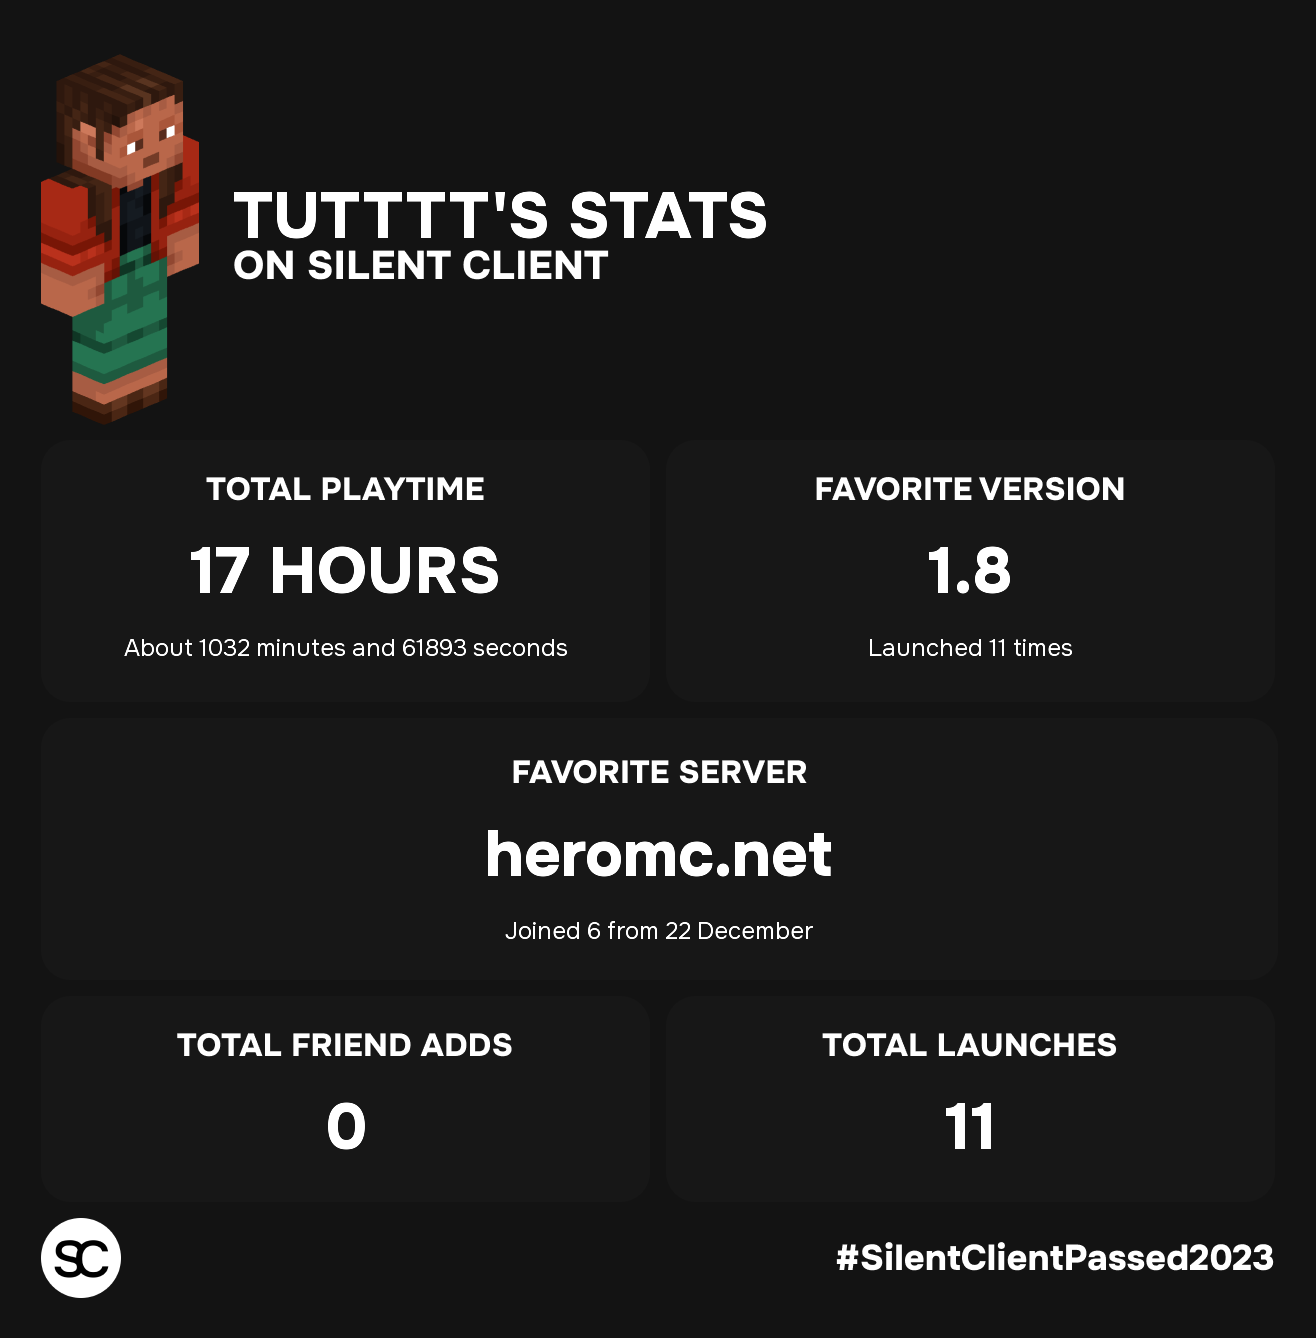 TUTTTT'S STATS
ON SILENT CLIENT
TOTAL PLAYTIME
17 HOURS
About 1032 minutes and 61893 seconds
FAVORITE VERSION
1.8
Launched 11 times
FAVORITE SERVER
heromc.net
Joined 6 from 22 December
TOTAL FRIEND ADDS
0
TOTAL LAUNCHES
11
SC
#SilentClientPassed2023